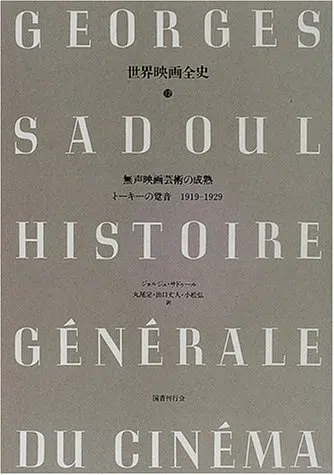 GEORGES
世界映画全史
12
SADOUL
無声映画芸術の成熟
トーキーの跫音 1919-1929
HISTOIRE
ジョルジュ・サドゥール
丸尾定・出口丈人・小松弘
訳
GÉNÉRALE
国書刊行会
DU CINÉMA